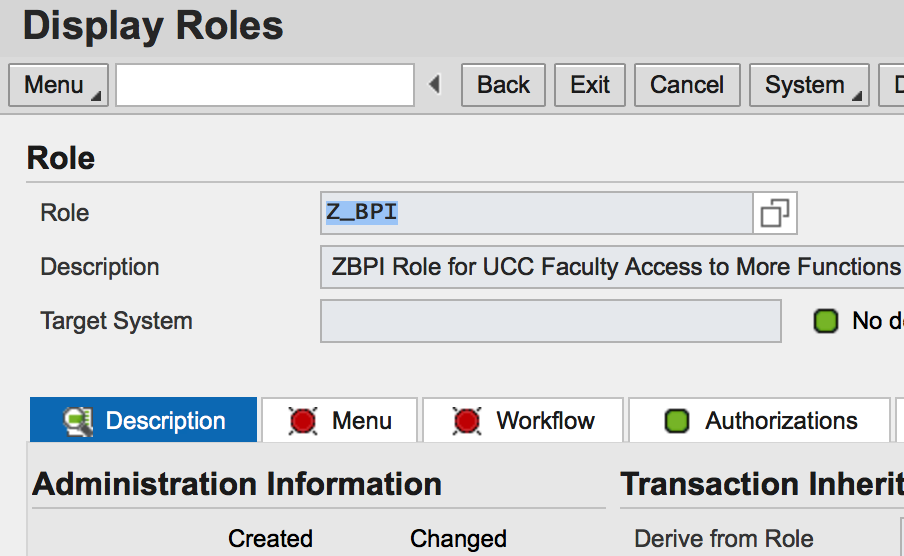 Display Roles
Menu Back Exit Cancel System
Role
Role Z_BPI
Description ZBPI Role for UCC Faculty Access to More Functions
Target System No
Description Menu Workflow Authorizations
Administration Information Transaction
Created Changed Derive from Role